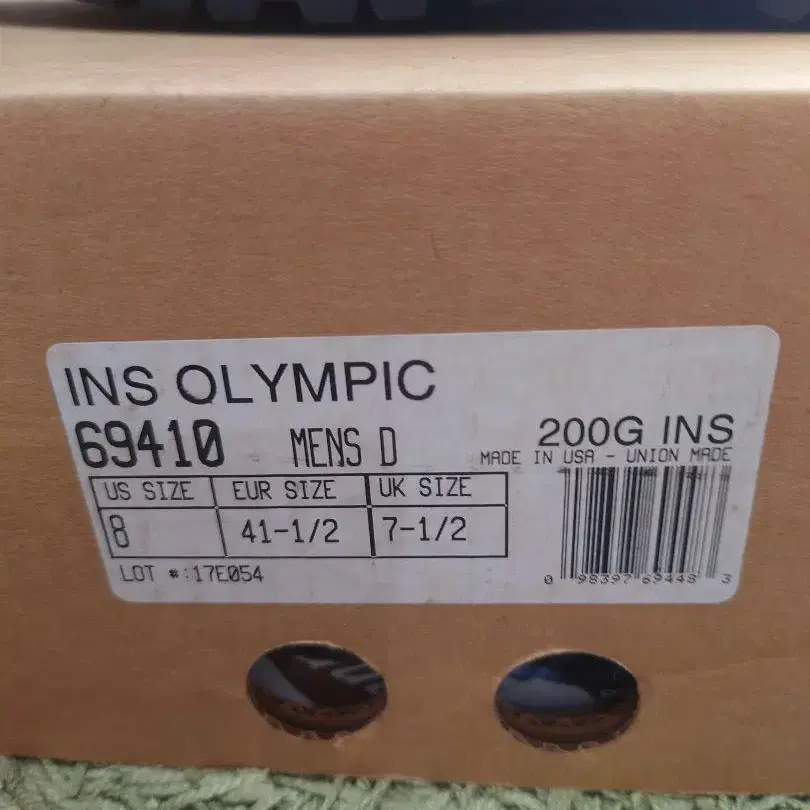 INS OLYMPIC
69410 MENS D
200G INS
MADE IN USA - UNION MADE
US SIZE EUR SIZE UK SIZE
8 41-1/2 7-1/2
LOT #:17E054
0 98397 69448 3